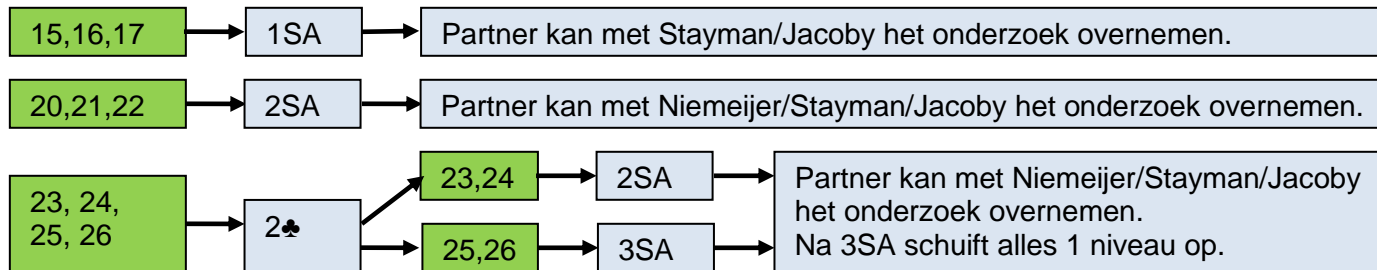 15,16,17
1SA
Partner kan met Stayman/Jacoby het onderzoek overnemen.
20,21,22
2SA
Partner kan met Niemeijer/Stayman/Jacoby het onderzoek overnemen.
23, 24,
25, 26
2♣
23,24
2SA
25,26
3SA
Partner kan met Niemeijer/Stayman/Jacoby
het onderzoek overnemen.
Na 3SA schuift alles 1 niveau op.